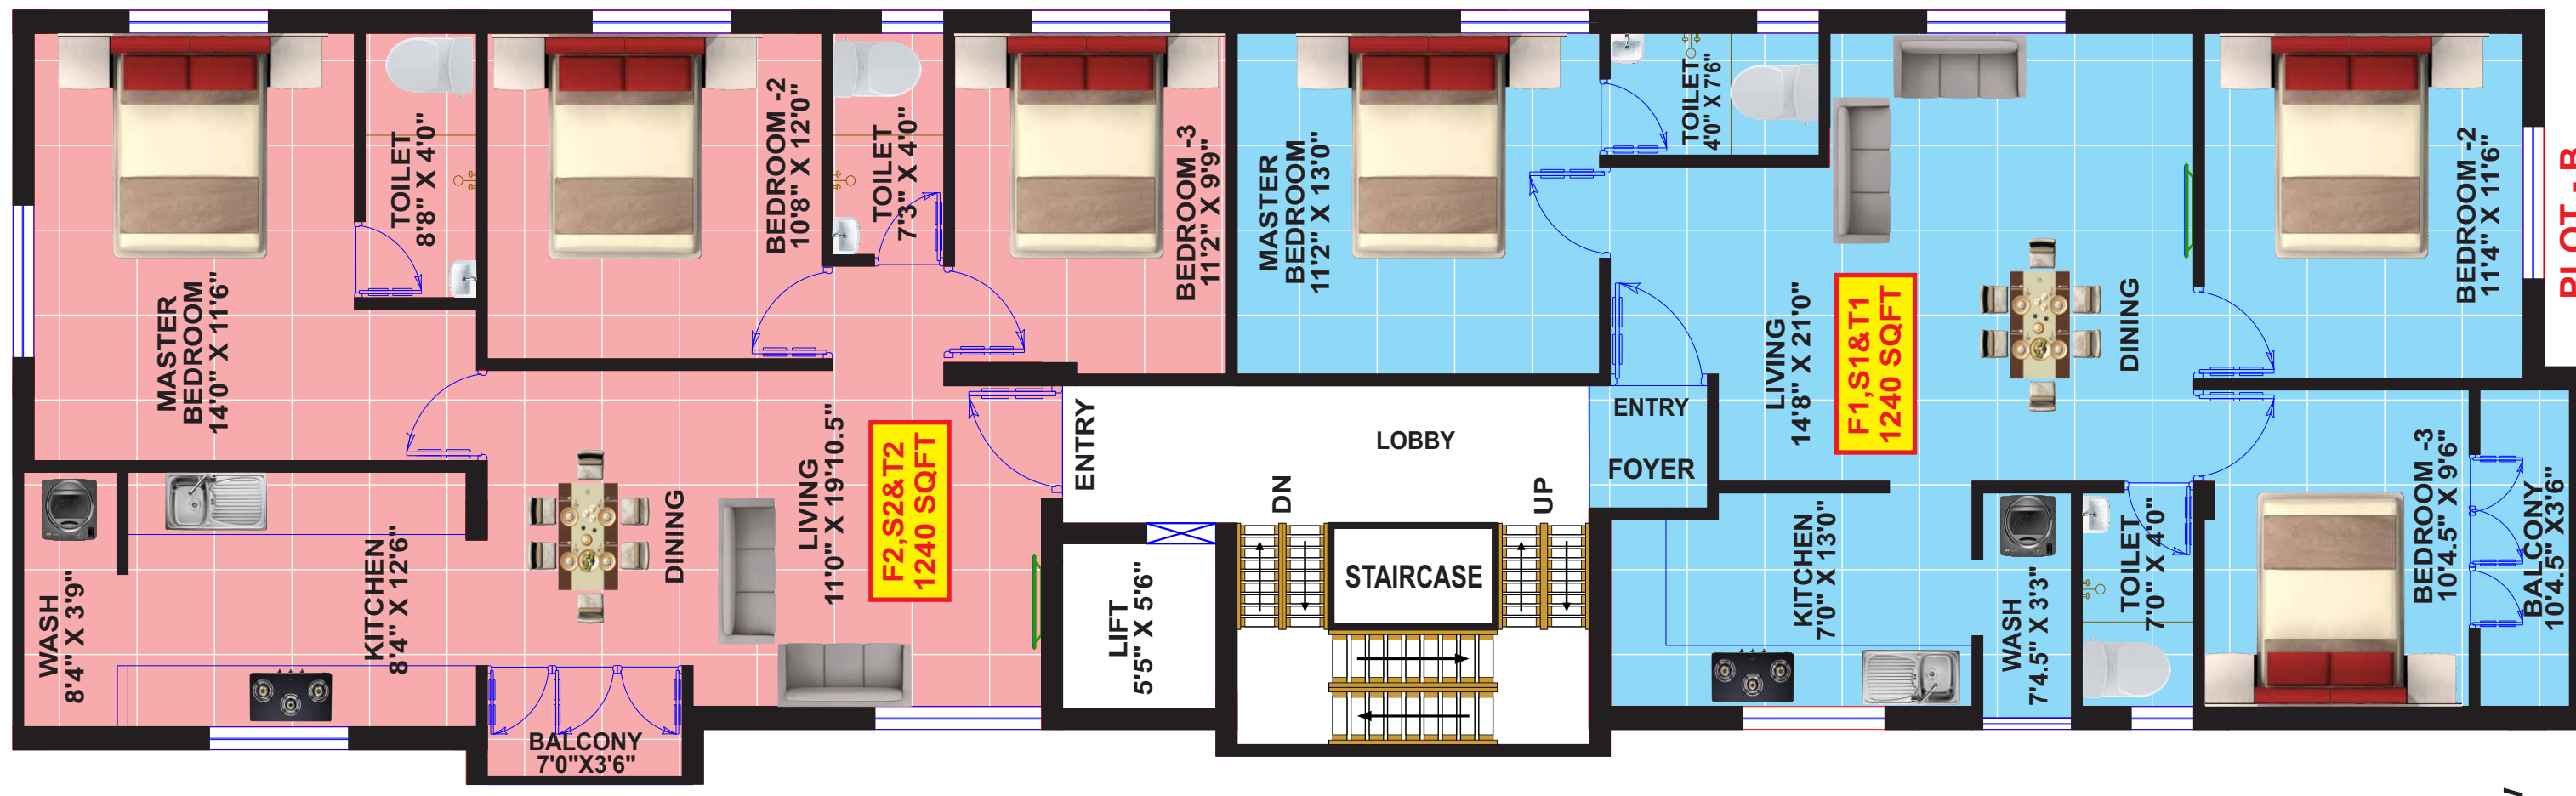 MASTER
BEDROOM
14'0" X 11'6"
TOILET
8'8" X 4'0"
BEDROOM -2
10'8" X 12'0"
TOILET
7'3" X 4'0"
BEDROOM -3
11'2" X 9'9"
MASTER
BEDROOM
11'2" X 13'0"
TOILET
4'0" X 7'6"
LIVING
14'8" X 21'0"
F1,S1&T1
1240 SQFT
DINING
BEDROOM -2
11'4" X 11'6"
PLOT - B
WASH
8'4" X 3'9"
KITCHEN
8'4" X 12'6"
DINING
LIVING
11'0" X 19'10.5"
F2,S2&T2
1240 SQFT
BALCONY
7'0"X3'6"
ENTRY
LOBBY
DN
UP
LIFT
5'5" X 5'6"
STAIRCASE
ENTRY
FOYER
KITCHEN
7'0" X 13'0"
WASH
7'4.5" X 3'3"
TOILET
7'0" X 4'0"
BEDROOM -3
10'4.5" X 9'6"
BALCONY
10'4.5" X3'6"